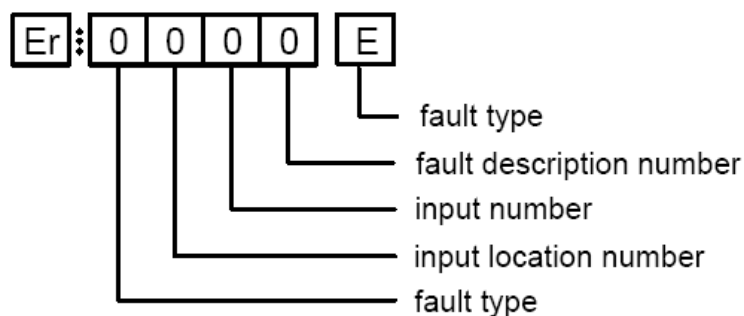 Er 0 0 0 0 E
fault type
fault description number
input number
input location number
fault type